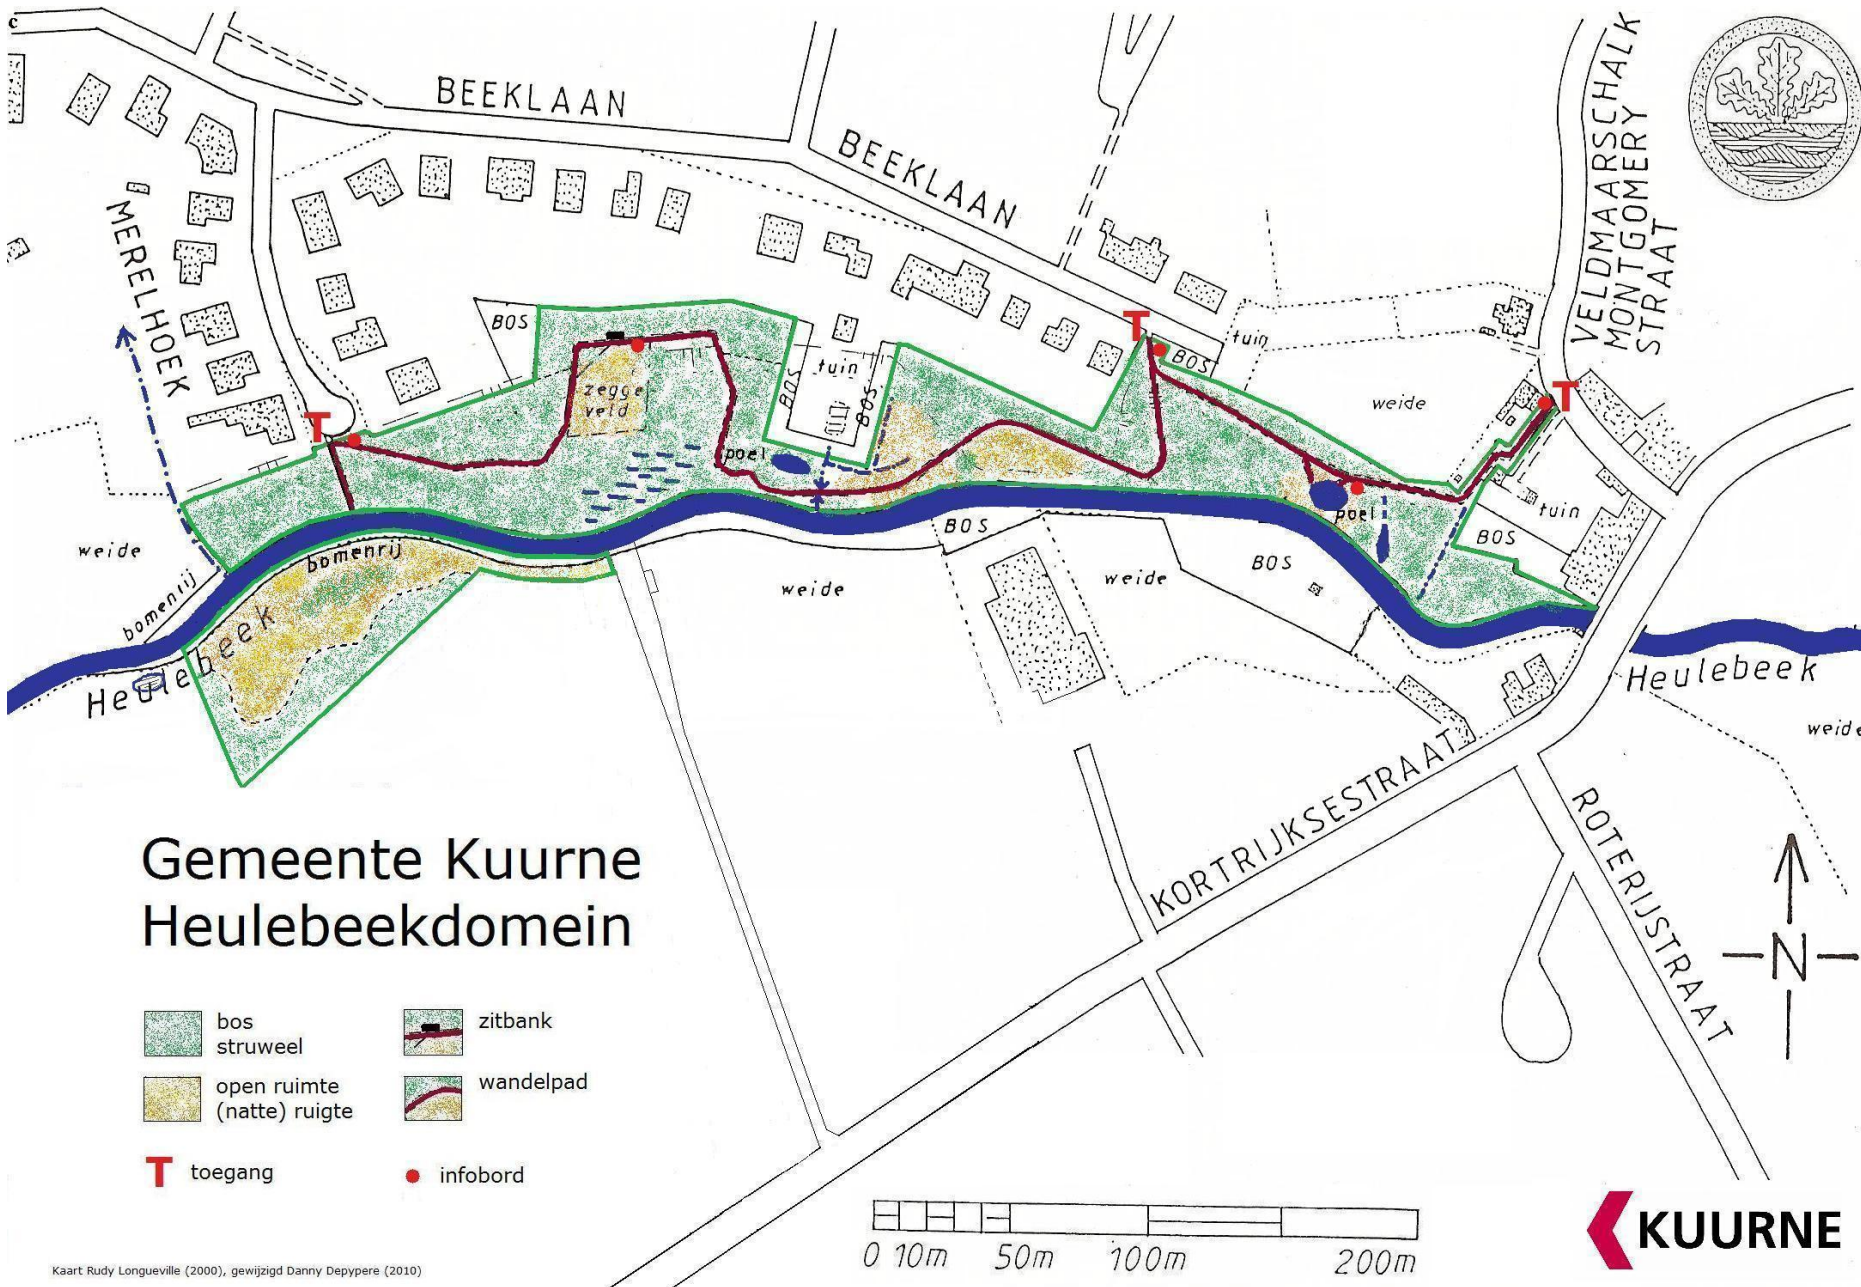 c
BEEKLAAN
BEEKLAAN
MERELHOEK
VELDMAARSCHALK
MONTGOMERY
STRAAT
T
T
T
BOS
BOS
tuin
BOS
BOS
tuin
weide
zegge
veld
poel
poel
tuin
BOS
BOS
BOS
weide
bomenrij
bomenrij
weide
weide
Heulebeek
Heulebeek
weide
KORTRIJKSESTRAAT
ROTERIJSTRAAT
Gemeente Kuurne
Heulebeekdomein
bos
struweel
zitbank
open ruimte
(natte) ruigte
wandelpad
T toegang
infobord
N
0 10m 50m 100m 200m
KUURNE
Kaart Rudy Longueville (2000), gewijzigd Danny Depypere (2010)